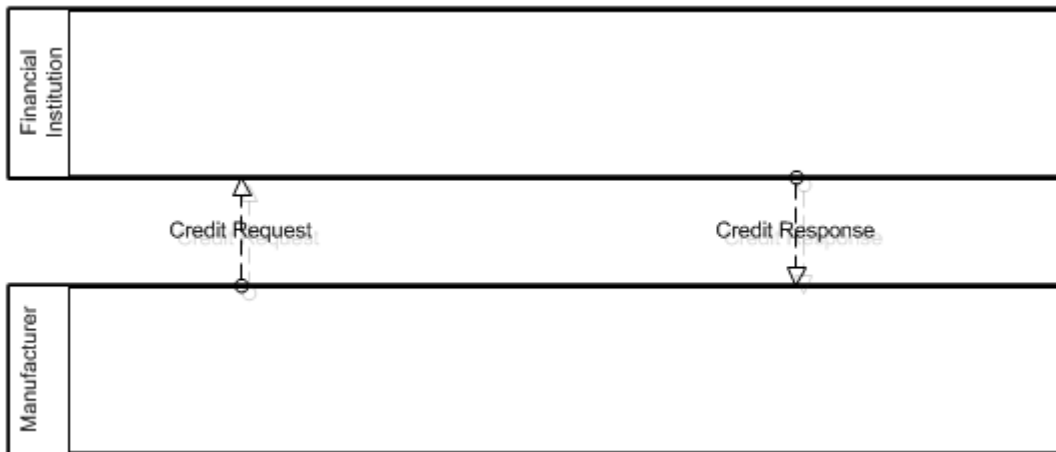 Financial
Institution
Credit Request
Credit Response
Manufacturer